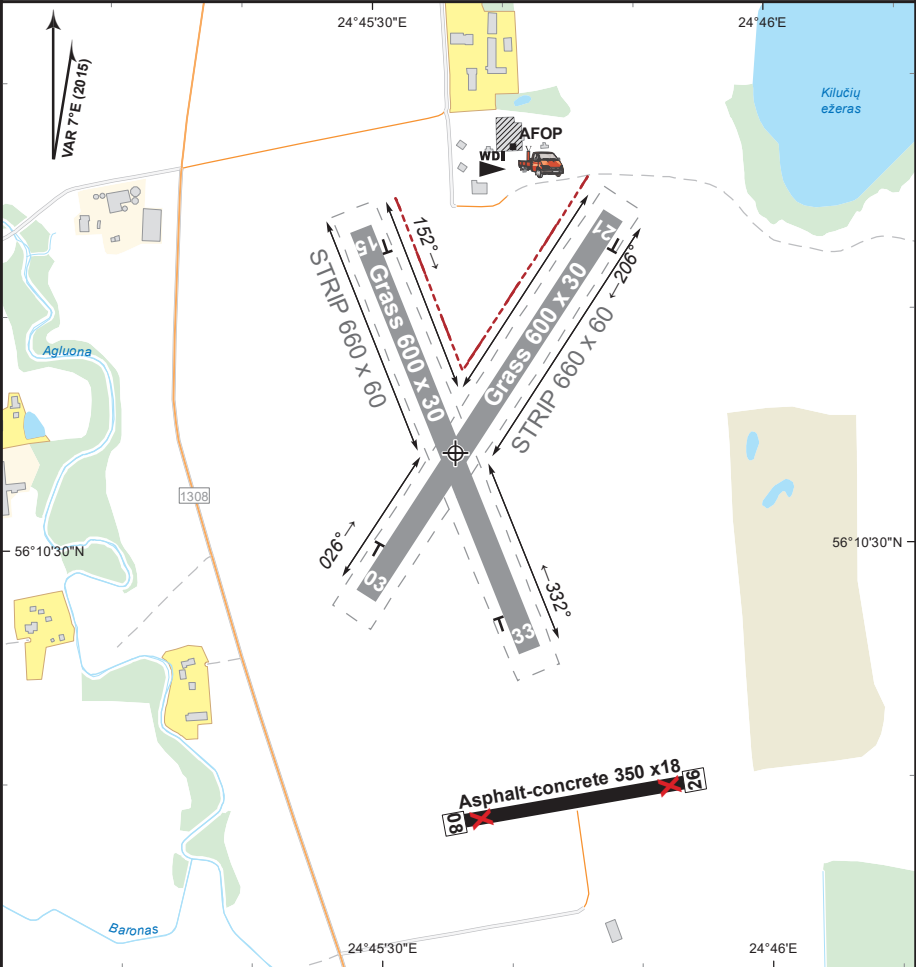 24°45'30"E
24°46'E
VAR 7°E (2015)
Kilučių
ežeras
AFOP
WDI
15
152° →
21
← 206°
Grass 600 x 30
STRIP 660 x 60
Grass 600 x 30
STRIP 660 x 60
Agluona
1308
026° →
03
← 332°
33
56°10'30"N
56°10'30"N
Asphalt-concrete 350 x18
08
26
Baronas
24°45'30"E
24°46'E